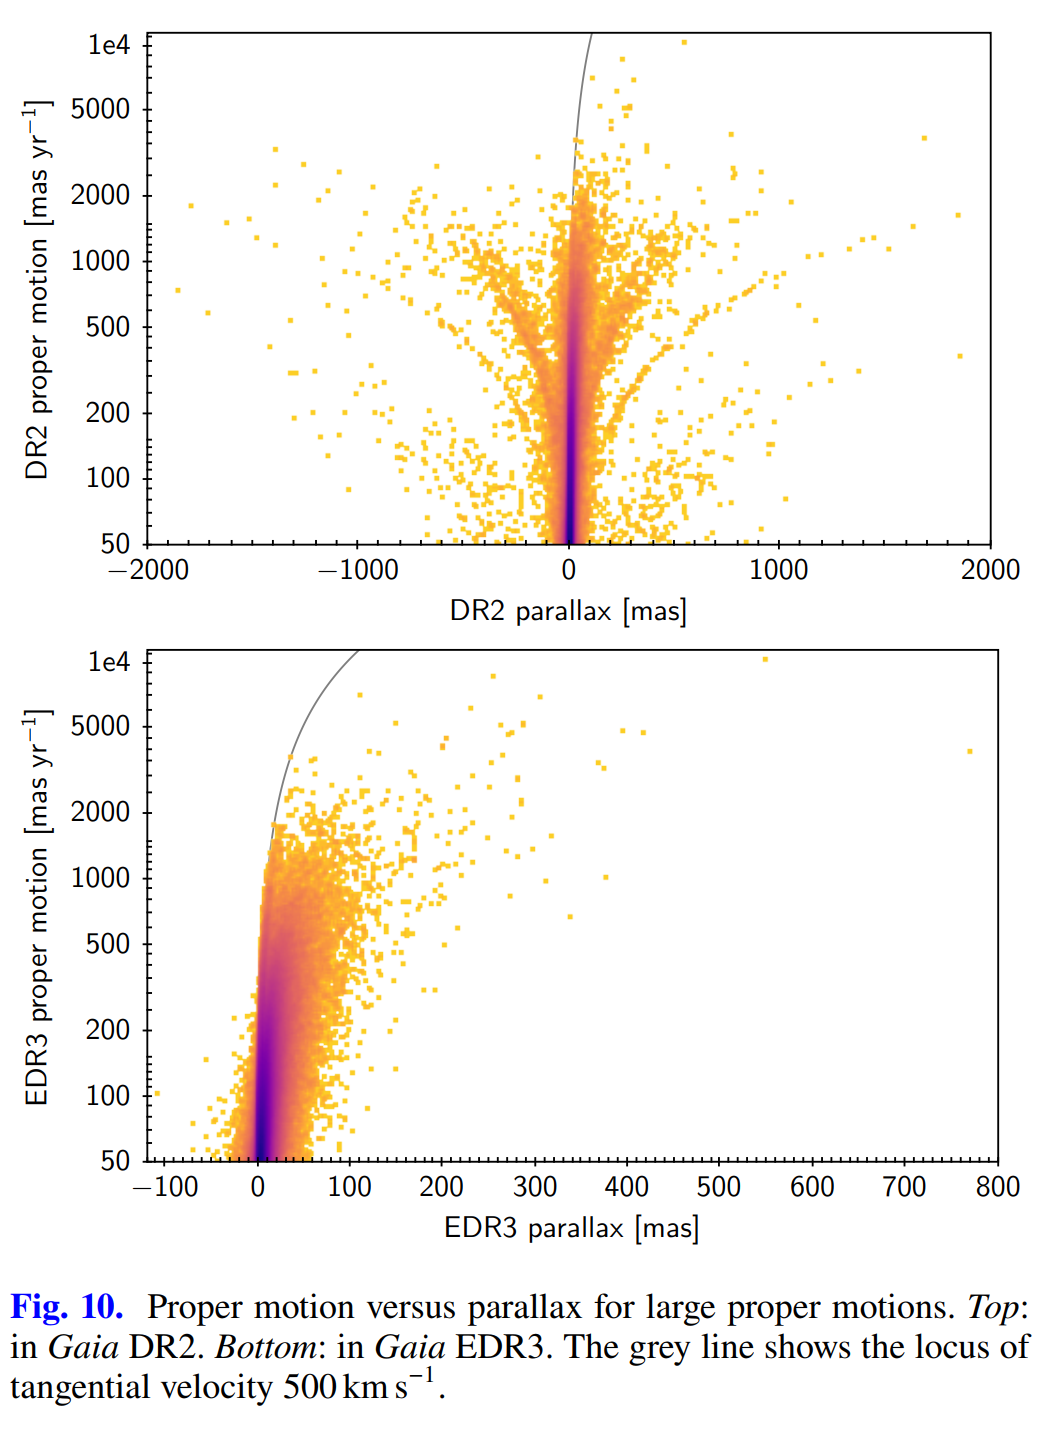 1e4
5000
2000
1000
500
200
100
50
DR2 proper motion [mas yr−1]
−2000 −1000 0 1000 2000
DR2 parallax [mas]
1e4
5000
2000
1000
500
200
100
50
EDR3 proper motion [mas yr−1]
−100 0 100 200 300 400 500 600 700 800
EDR3 parallax [mas]
Fig. 10. Proper motion versus parallax for large proper motions. Top:
in Gaia DR2. Bottom: in Gaia EDR3. The grey line shows the locus of
tangential velocity 500 km s−1.